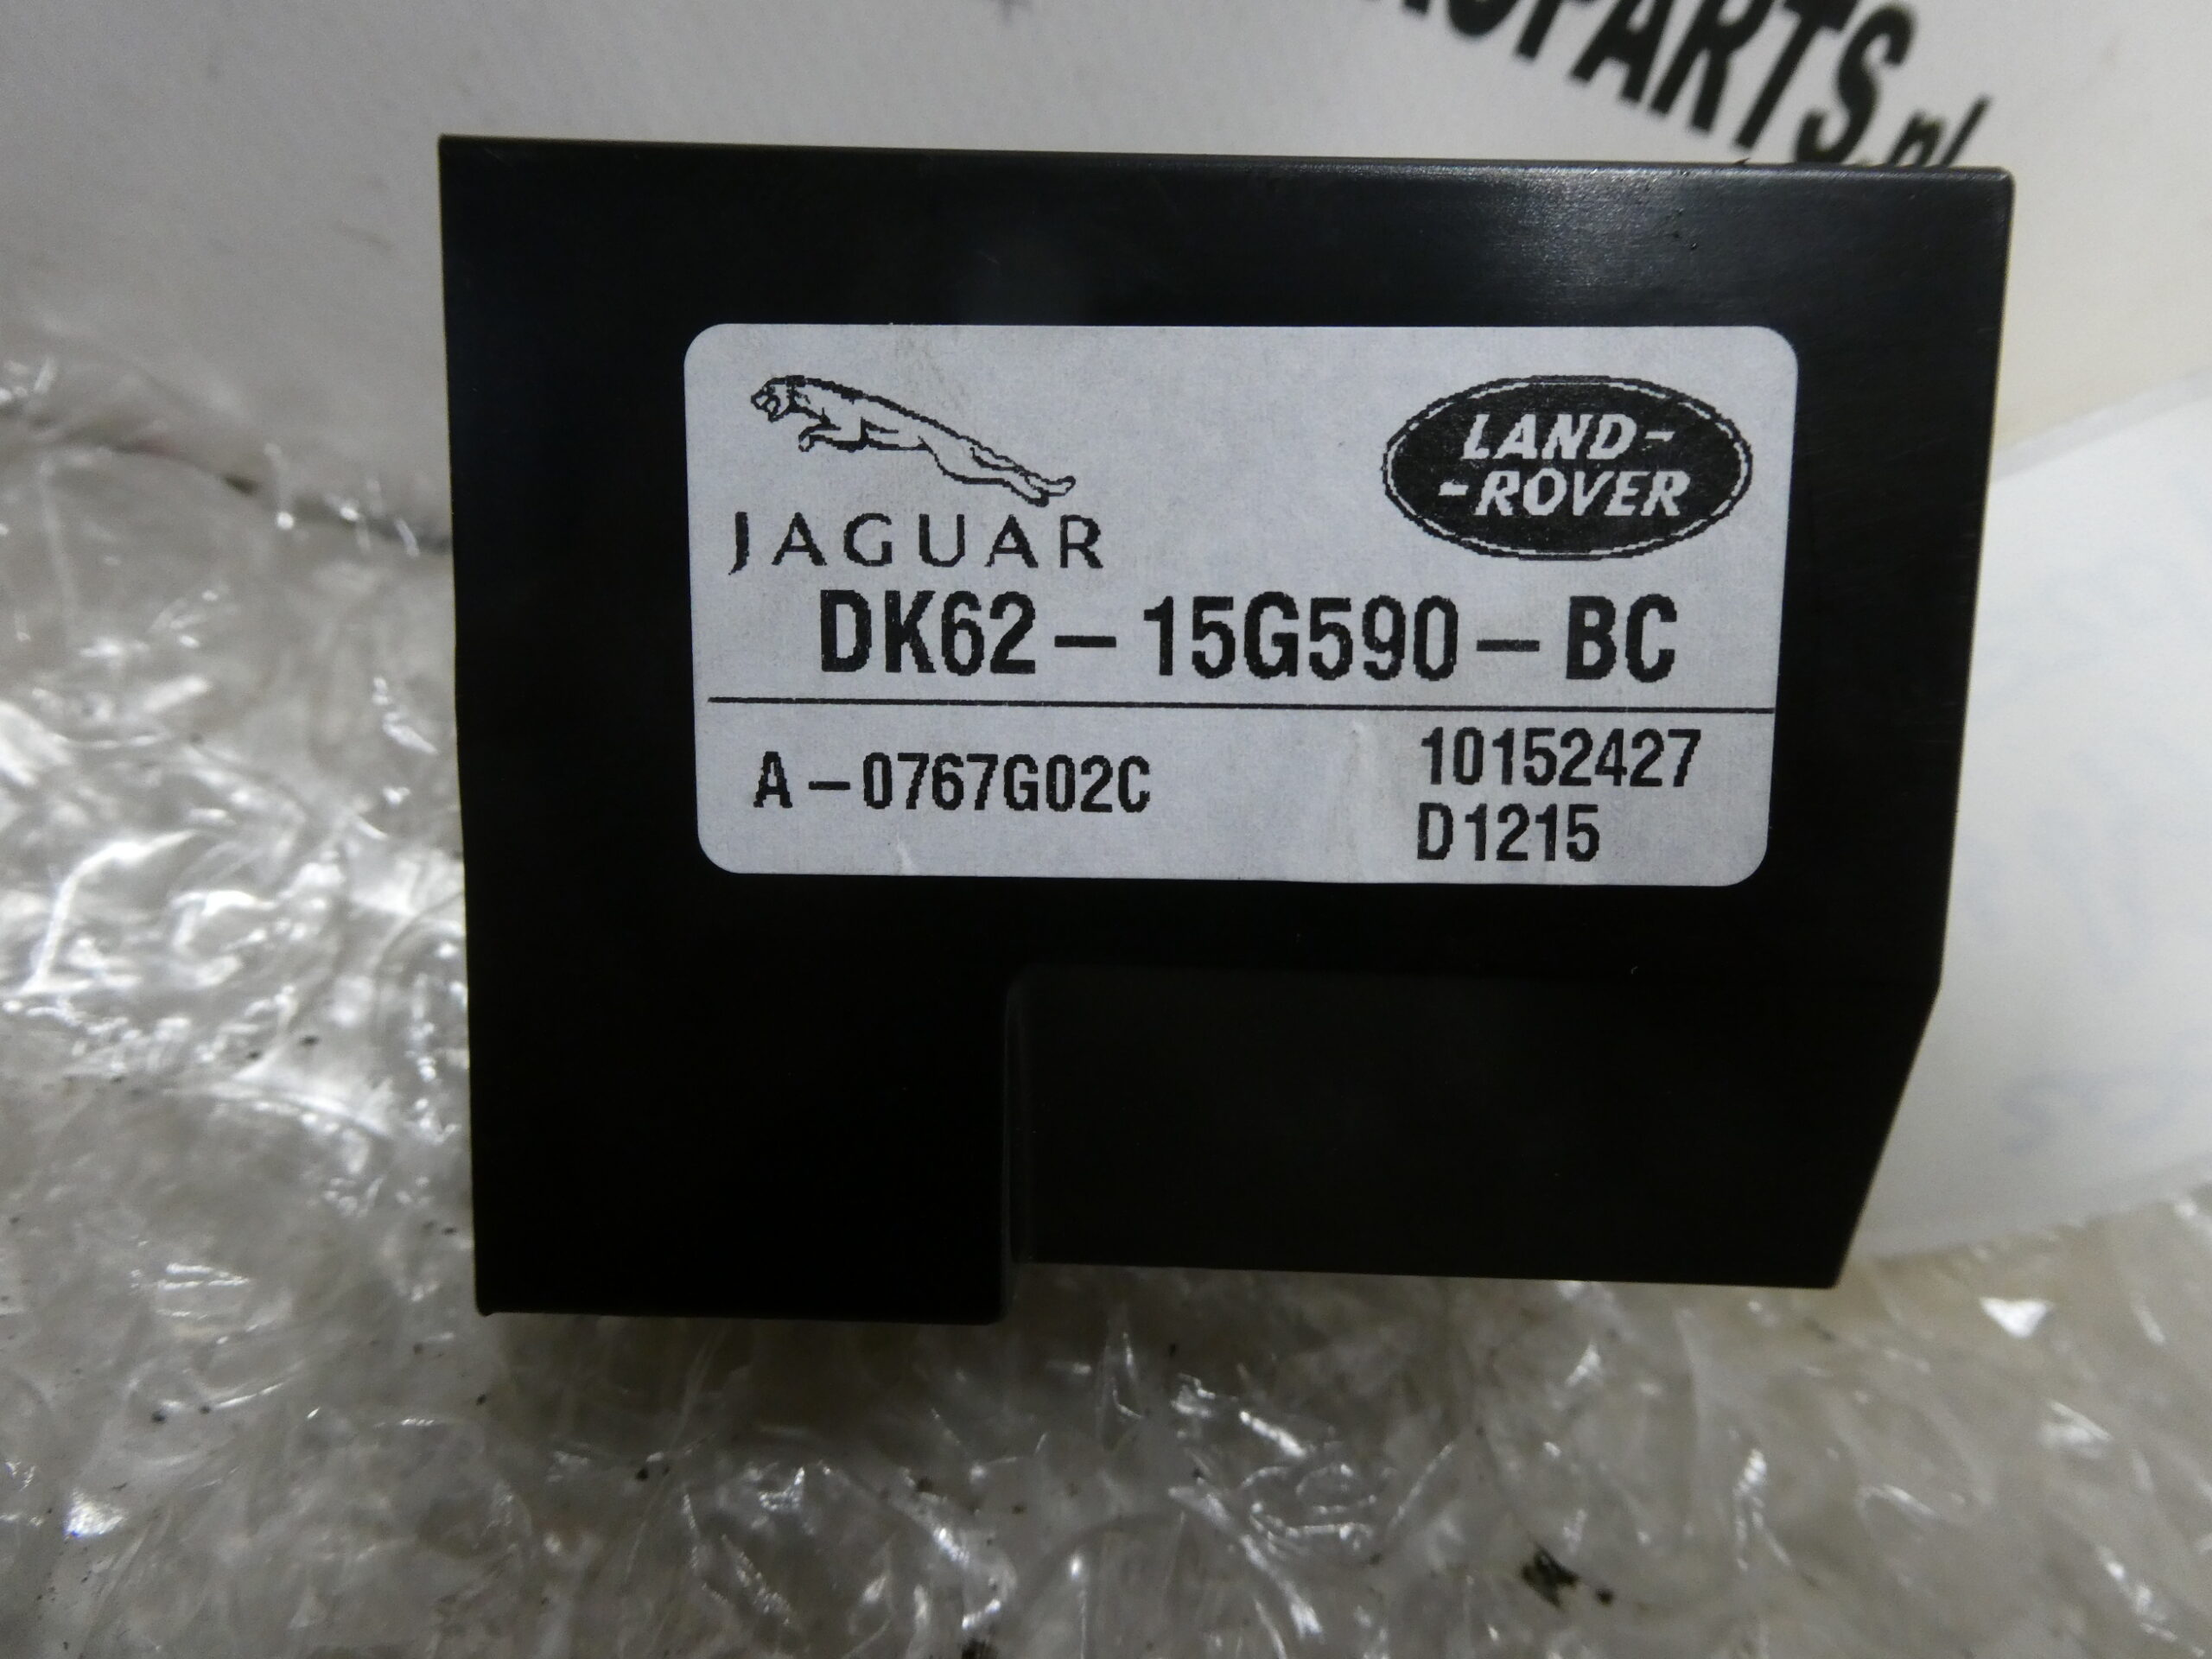 PARTS.pl
JAGUAR
LAND-
-ROVER
DK62-15G590-BC
A-0767G02C
10152427
D1215